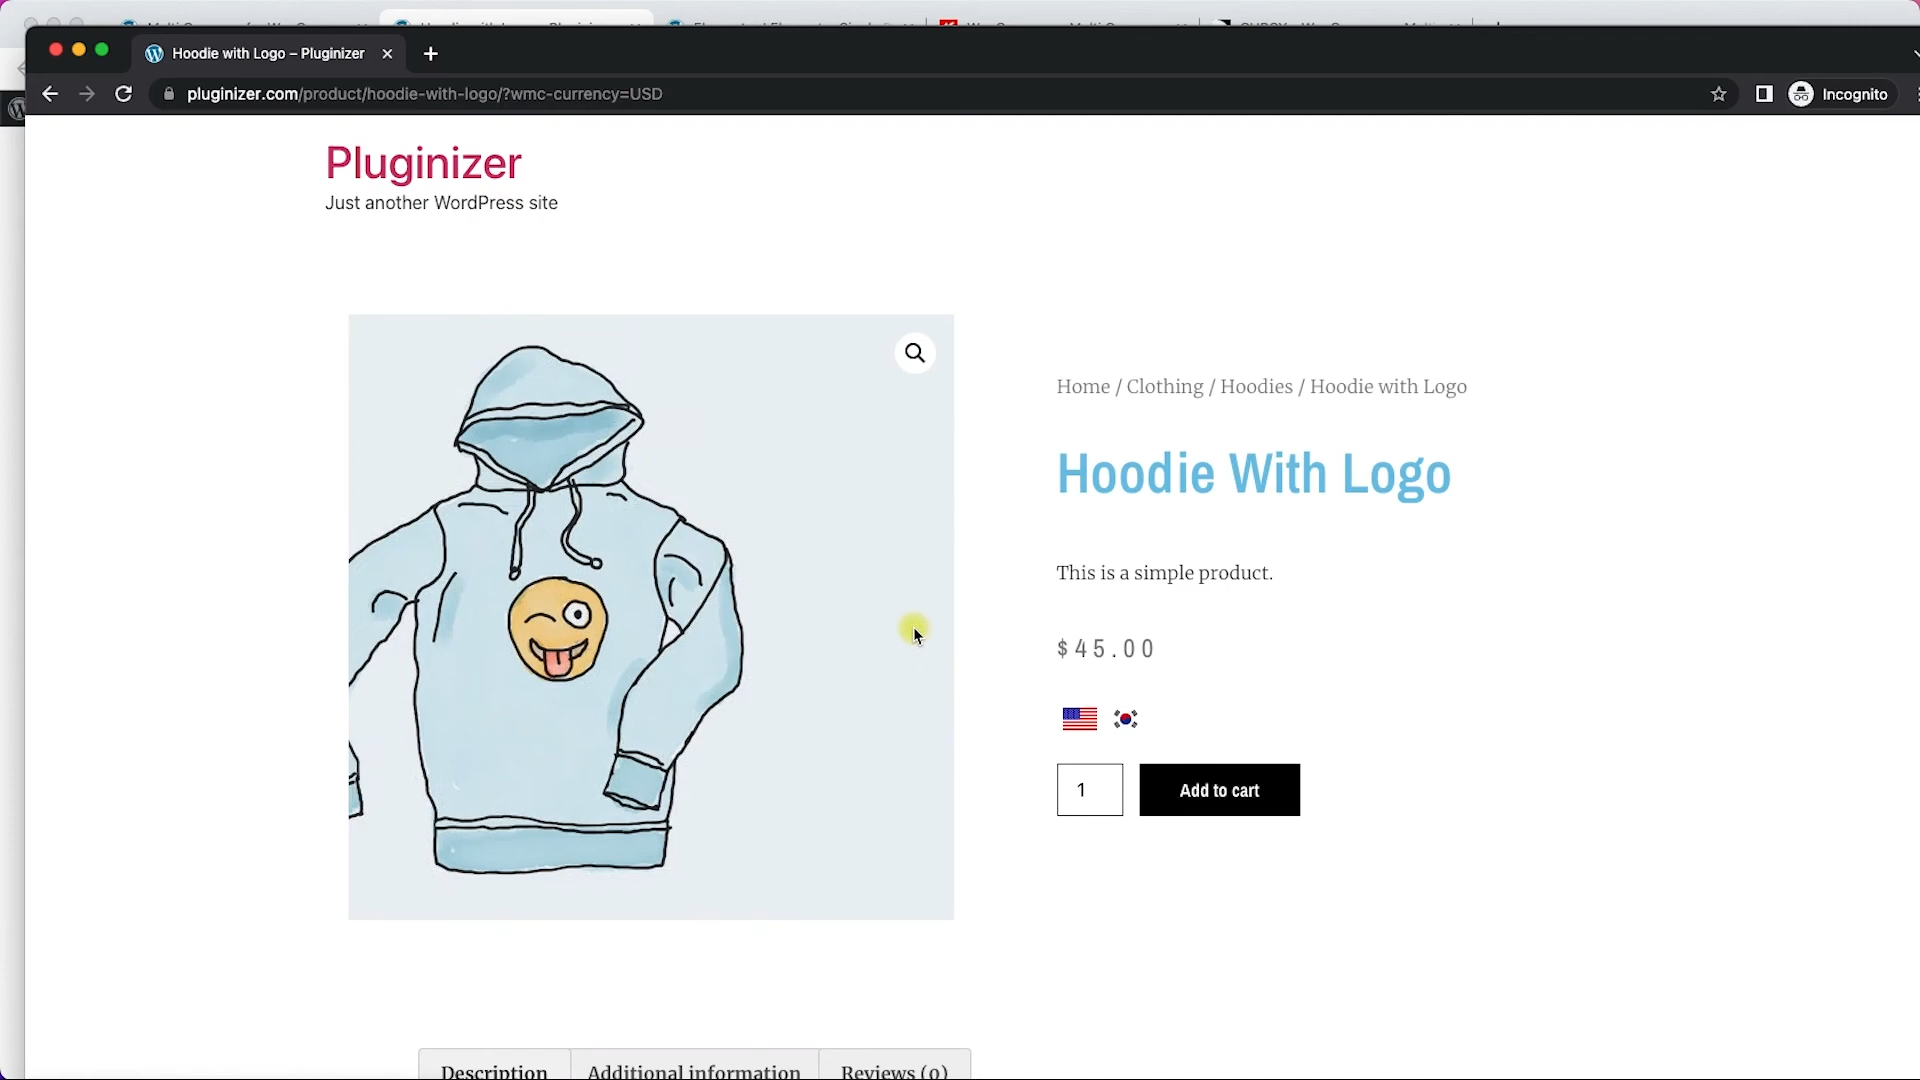 Hoodie with Logo – Pluginizer
pluginizer.com/product/hoodie-with-logo/?wmc-currency=USD
Incognito
Pluginizer
Just another WordPress site
Home / Clothing / Hoodies / Hoodie with Logo
Hoodie With Logo
This is a simple product.
$45.00
1
Add to cart
Description
Additional information
Reviews (0)